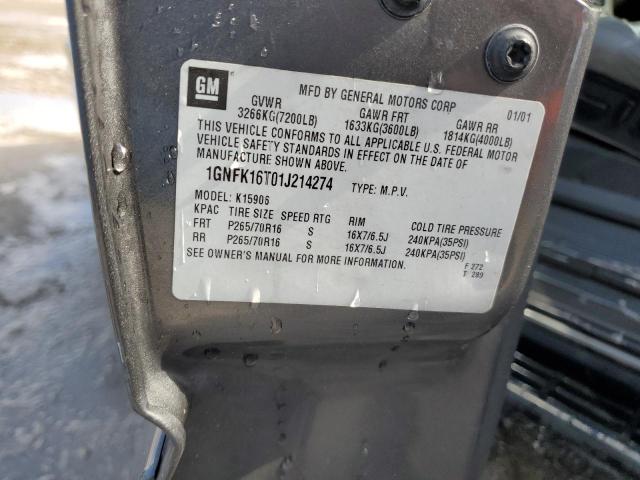 GM
MFD BY GENERAL MOTORS CORP 01/01
GVWR GAWR FRT GAWR RR
3266KG(7200LB) 1633KG(3600LB) 1814KG(4000LB)
THIS VEHICLE CONFORMS TO ALL APPLICABLE U.S. FEDERAL MOTOR
VEHICLE SAFETY STANDARDS IN EFFECT ON THE DATE OF
MANUFACTURE SHOWN ABOVE.
1GNFK16T01J214274 TYPE: M.P.V.
MODEL: K15906
KPAC TIRE SIZE SPEED RTG RIM COLD TIRE PRESSURE
FRT P265/70R16 S 16X7/6.5J 240KPA(35PSI)
RR P265/70R16 S 16X7/6.5J 240KPA(35PSI)
SEE OWNER'S MANUAL FOR MORE INFORMATION.
F 272
T 289